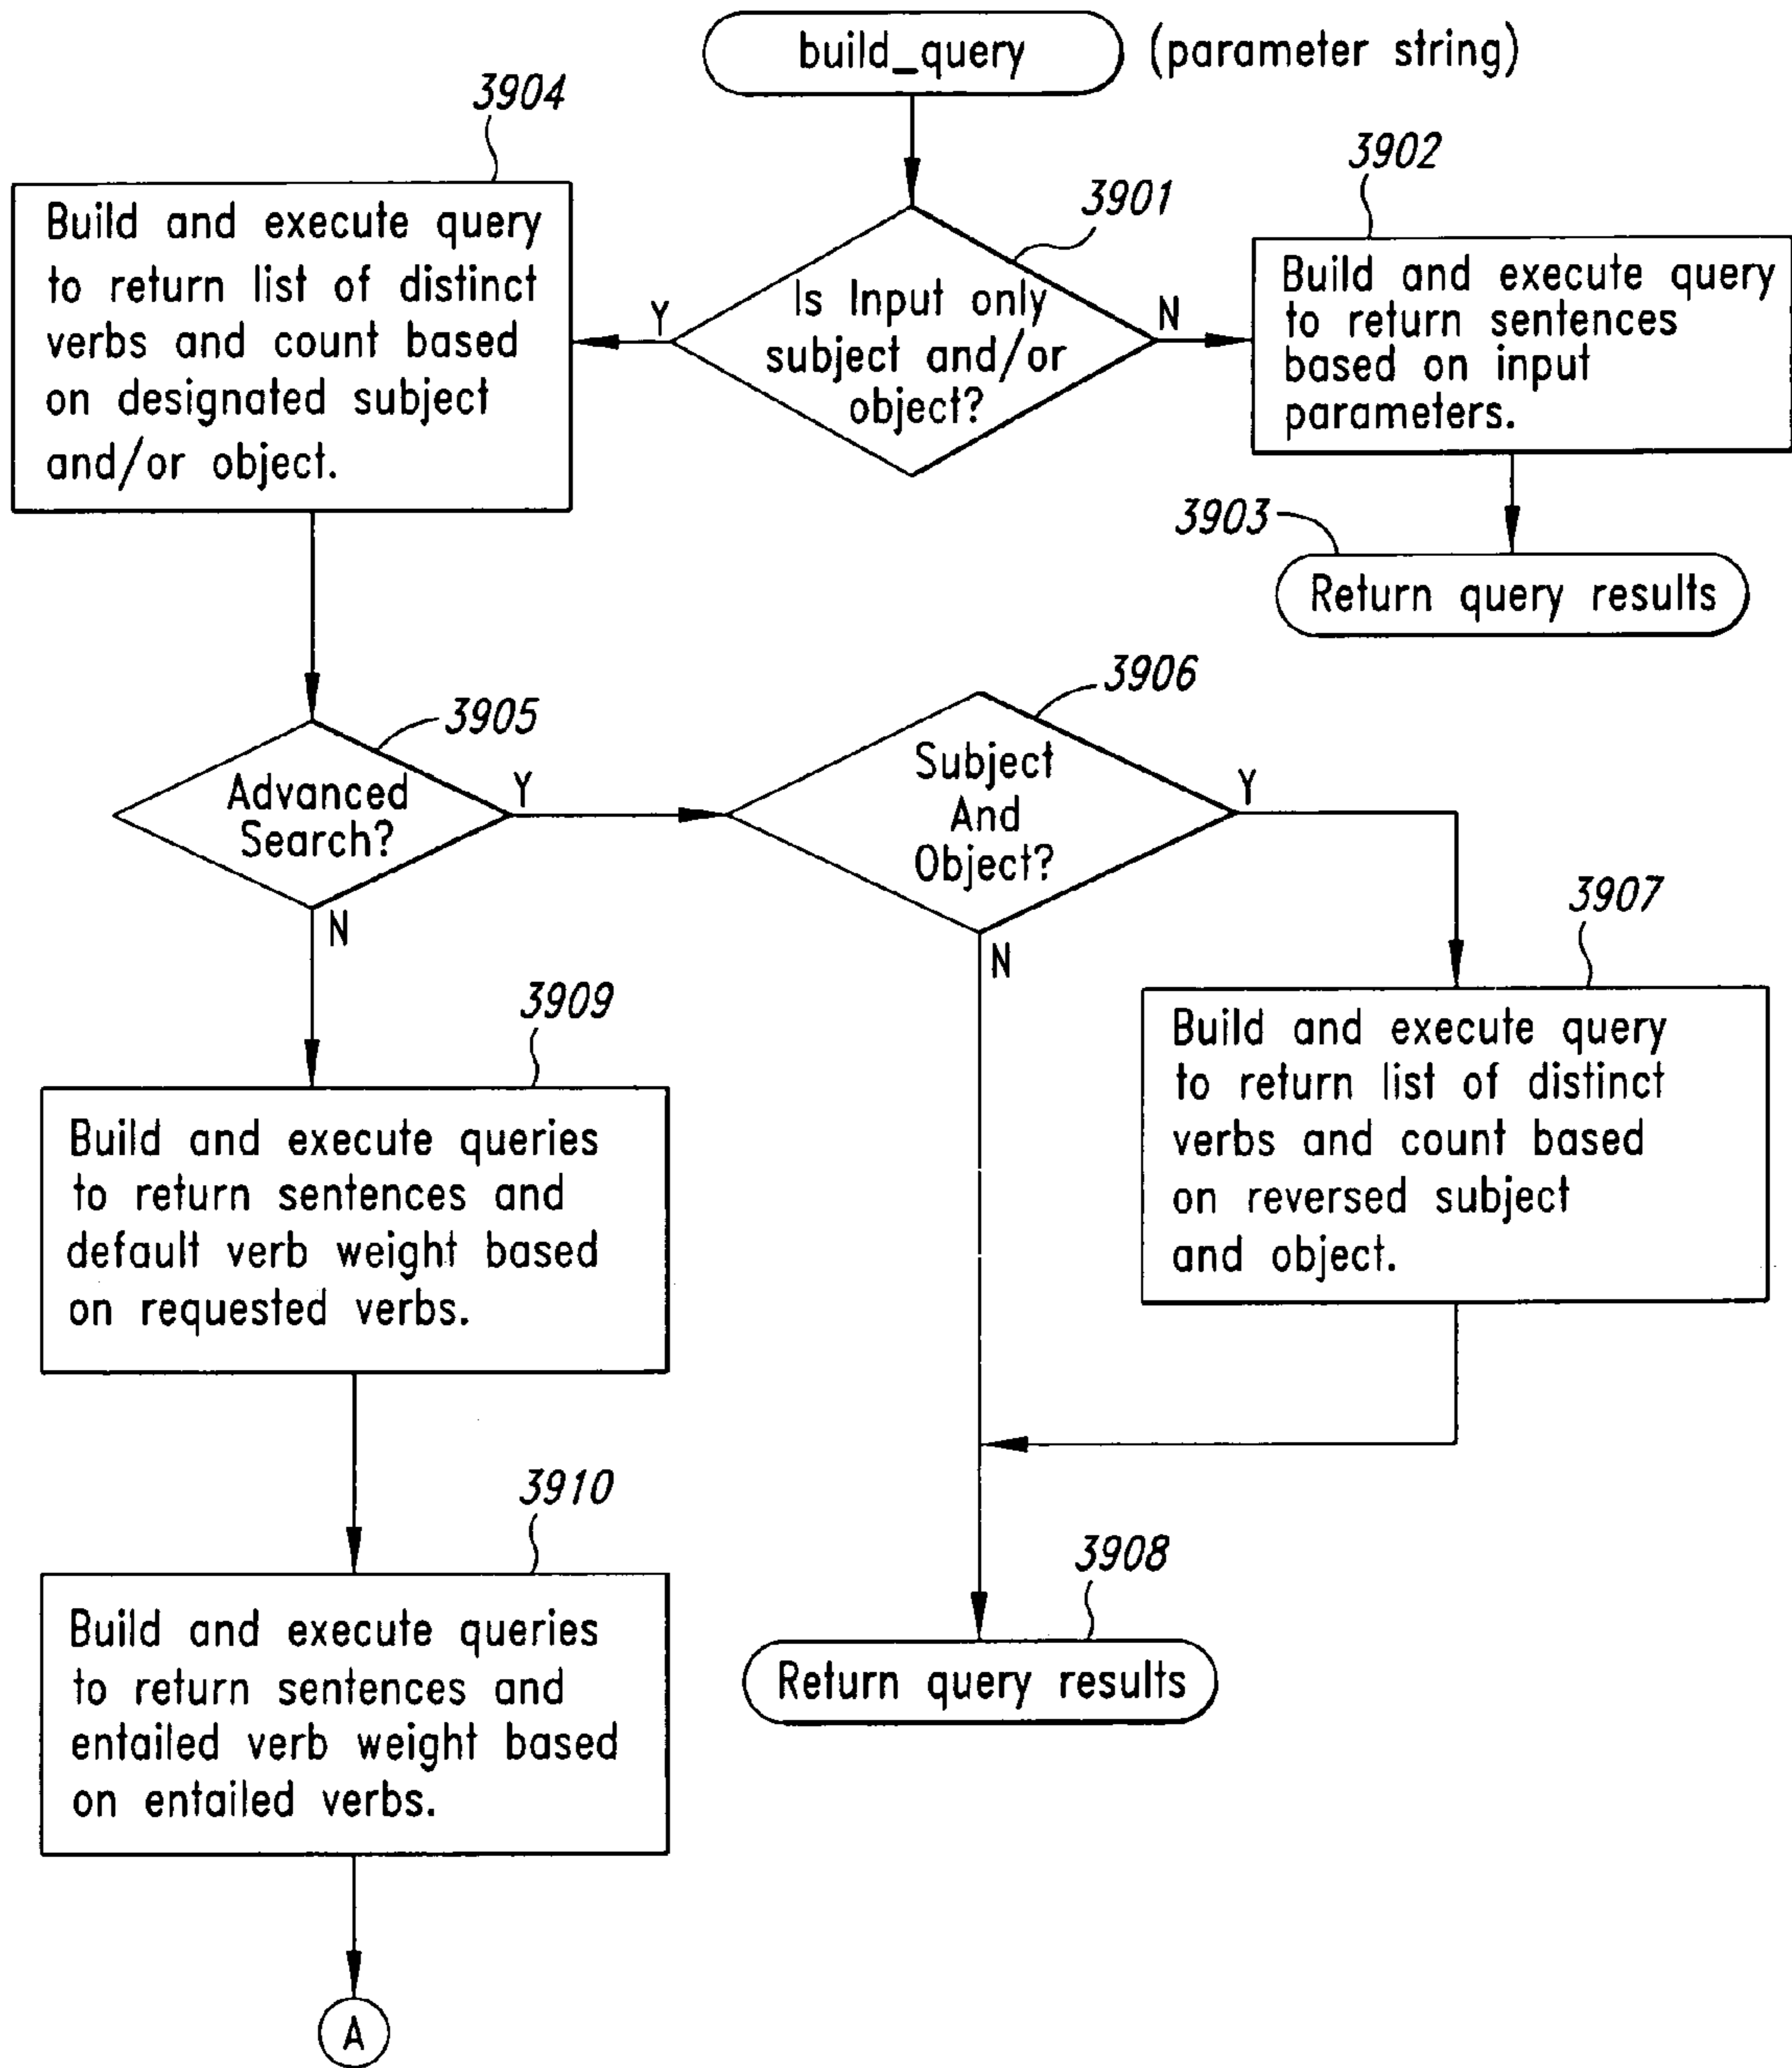 build_query (parameter string)
3904
Build and execute query
to return list of distinct
verbs and count based
on designated subject
and/or object.
3901
Is Input only
subject and/or
object?
Y
N
3902
Build and execute query
to return sentences
based on input
parameters.
3903
Return query results
3905
Advanced
Search?
Y
N
3906
Subject
And
Object?
Y
N
3907
Build and execute query
to return list of distinct
verbs and count based
on reversed subject
and object.
3909
Build and execute queries
to return sentences and
default verb weight based
on requested verbs.
3910
Build and execute queries
to return sentences and
entailed verb weight based
on entailed verbs.
3908
Return query results
A